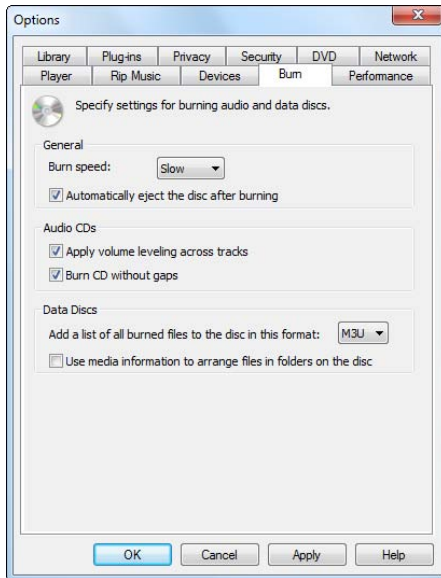 Options
Library Plug-ins Privacy Security DVD Network
Player Rip Music Devices Burn Performance
Specify settings for burning audio and data discs.
General
Burn speed: Slow
Automatically eject the disc after burning
Audio CDs
Apply volume leveling across tracks
Burn CD without gaps
Data Discs
Add a list of all burned files to the disc in this format: M3U
Use media information to arrange files in folders on the disc
OK Cancel Apply Help